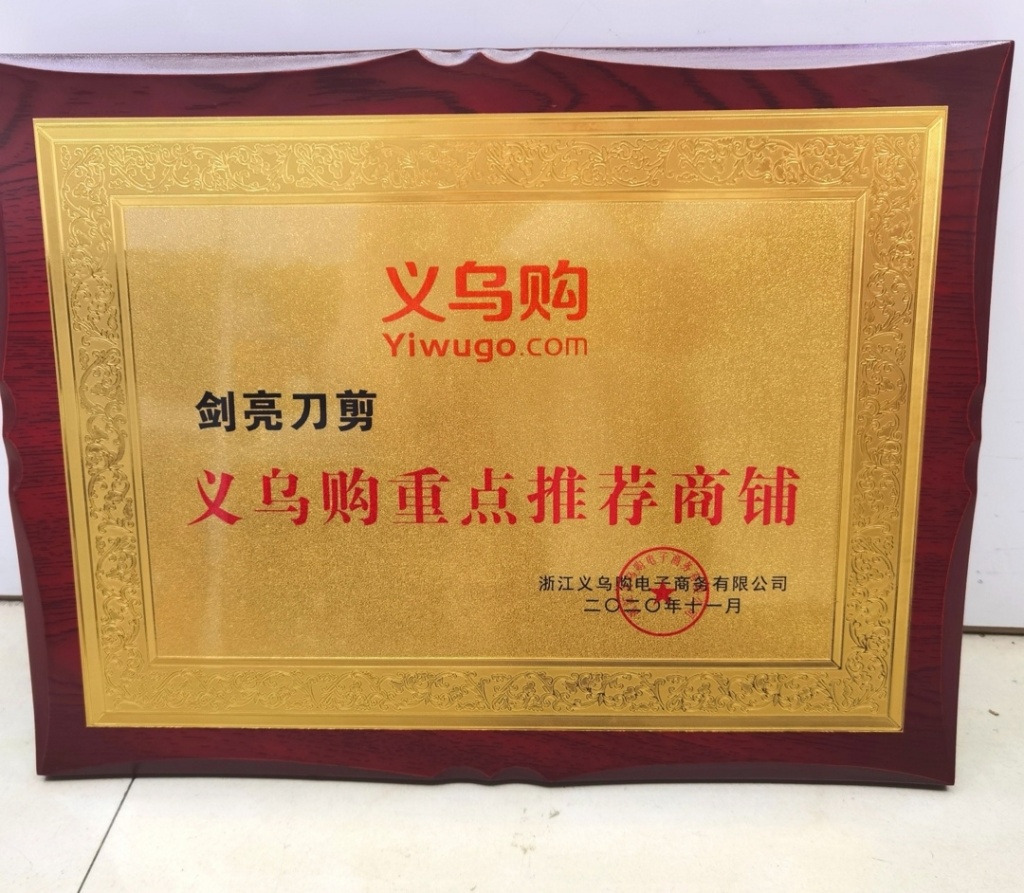 义乌购
Yiwugo.com
剑亮刀剪
义乌购重点推荐商铺
浙江义乌购电子商务有限公司
二〇二〇年十一月